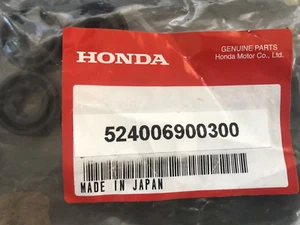 HONDA
GENUINE PARTS
Honda Motor Co., Ltd.
524006900300
MADE IN JAPAN